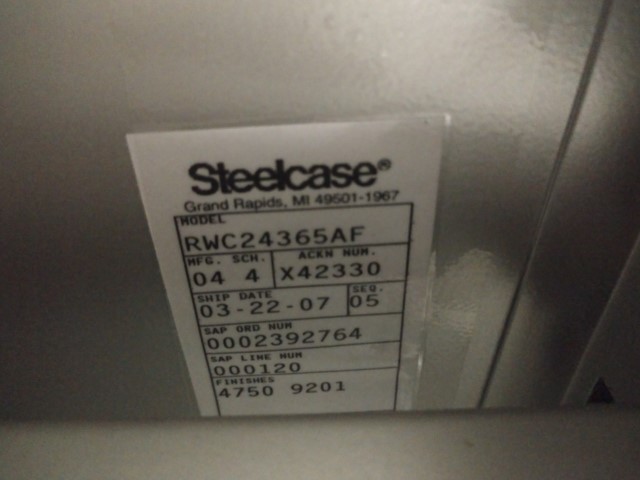 Steelcase®
Grand Rapids, MI 49501-1967
MODEL
RWC24365AF
MFG. SCH. ACKN NUM.
04 4 X42330
SHIP DATE SEQ.
03-22-07 05
SAP ORD NUM
0002392764
SAP LINE NUM
000120
FINISHES
4750 9201